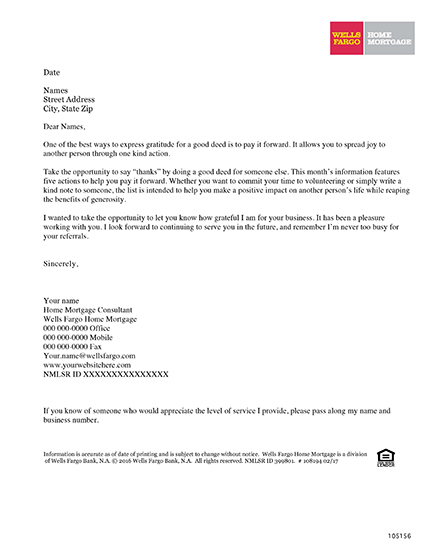 WELLS
FARGO
HOME
MORTGAGE
Date
Names
Street Address
City, State Zip
Dear Names,
One of the best ways to express gratitude for a good deed is to pay it forward. It allows you to spread joy to
another person through one kind action.
Take the opportunity to say “thanks” by doing a good deed for someone else. This month’s information features
five actions to help you pay it forward. Whether you want to commit your time to volunteering or simply write a
kind note to someone, the list is intended to help you make a positive impact on another person’s life while reaping
the benefits of generosity.
I wanted to take the opportunity to let you know how grateful I am for your business. It has been a pleasure
working with you. I look forward to continuing to serve you in the future, and remember I’m never too busy for
your referrals.
Sincerely,
Your name
Home Mortgage Consultant
Wells Fargo Home Mortgage
000 000-0000 Office
000 000-0000 Mobile
000 000-0000 Fax
Your.name@wellsfargo.com
www.yourwebsitehere.com
NMLSR ID XXXXXXXXXXXXXXX
If you know of someone who would appreciate the level of service I provide, please pass along my name and
business number.
Information is accurate as of date of printing and is subject to change without notice. Wells Fargo Home Mortgage is a division
of Wells Fargo Bank, N.A. © 2016 Wells Fargo Bank, N.A. All rights reserved. NMLSR ID 399801. # 108194 02/17
LENDER
105156